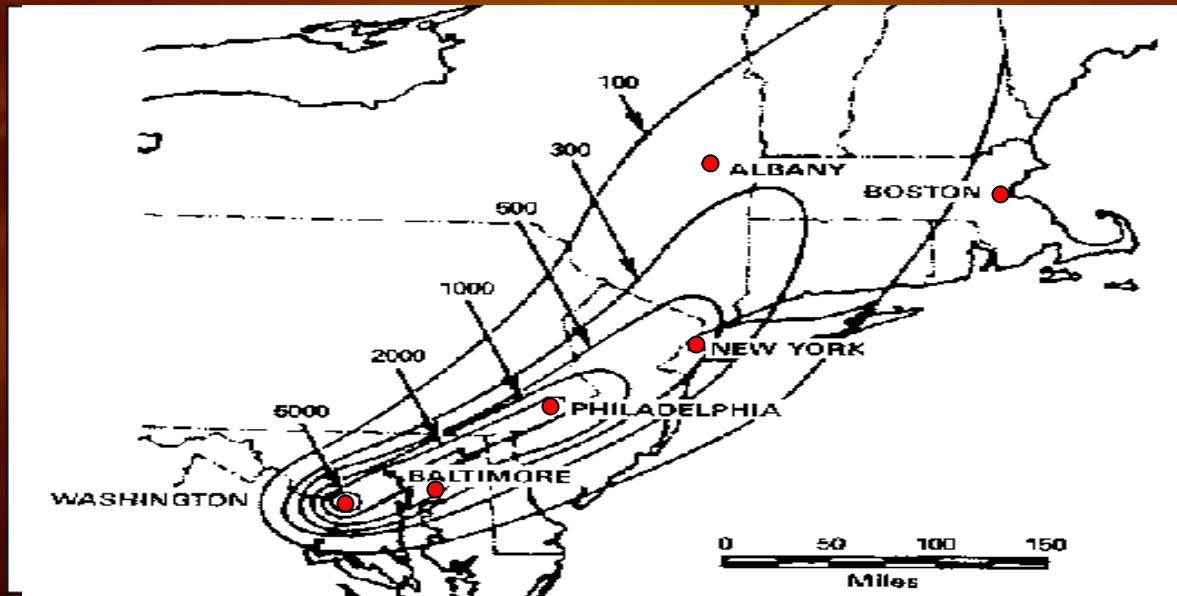 100
300
ALBANY
BOSTON
500
1000
NEW YORK
2000
PHILADELPHIA
5000
BALTIMORE
WASHINGTON
0 50 100 150
Miles